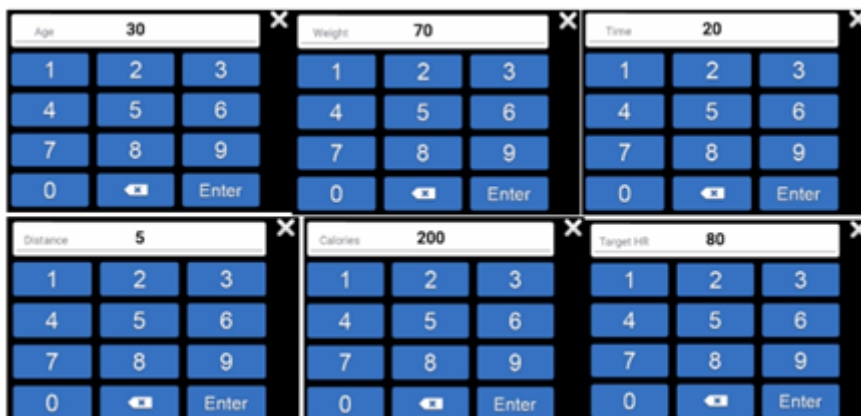 Age 30
1 2 3
4 5 6
7 8 9
0 Enter
Weight 70
1 2 3
4 5 6
7 8 9
0 Enter
Time 20
1 2 3
4 5 6
7 8 9
0 Enter
Distance 5
1 2 3
4 5 6
7 8 9
0 Enter
Calories 200
1 2 3
4 5 6
7 8 9
0 Enter
Target HR 80
1 2 3
4 5 6
7 8 9
0 Enter